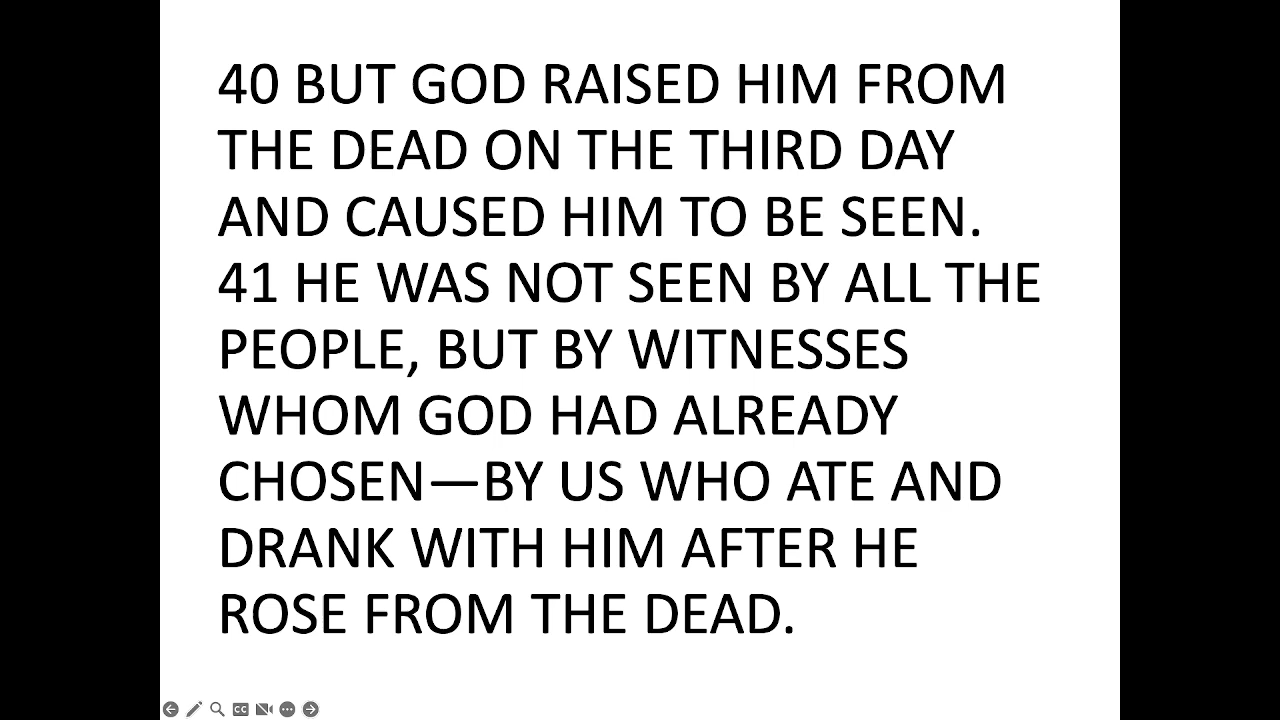 40 BUT GOD RAISED HIM FROM
THE DEAD ON THE THIRD DAY
AND CAUSED HIM TO BE SEEN.
41 HE WAS NOT SEEN BY ALL THE
PEOPLE, BUT BY WITNESSES
WHOM GOD HAD ALREADY
CHOSEN—BY US WHO ATE AND
DRANK WITH HIM AFTER HE
ROSE FROM THE DEAD.
CC